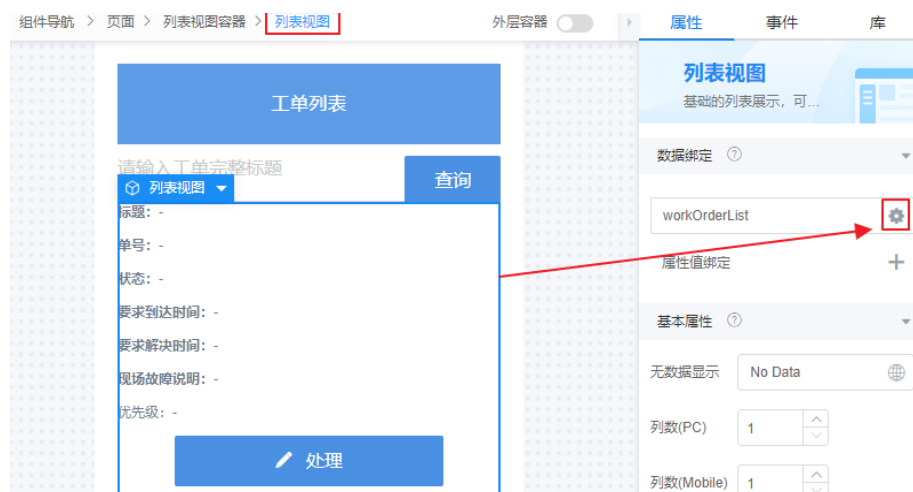 组件导航 > 页面 > 列表视图容器 > 列表视图
外层容器
工单列表
请输入工单完整标题
查询
列表视图
标题：-
单号：-
状态：-
要求到达时间：-
要求解决时间：-
现场故障说明：-
优先级：-
处理
属性 事件 库
列表视图
基础的列表展示，可...
数据绑定
workOrderList
属性值绑定
基本属性
无数据显示 No Data
列数(PC) 1
列数(Mobile) 1